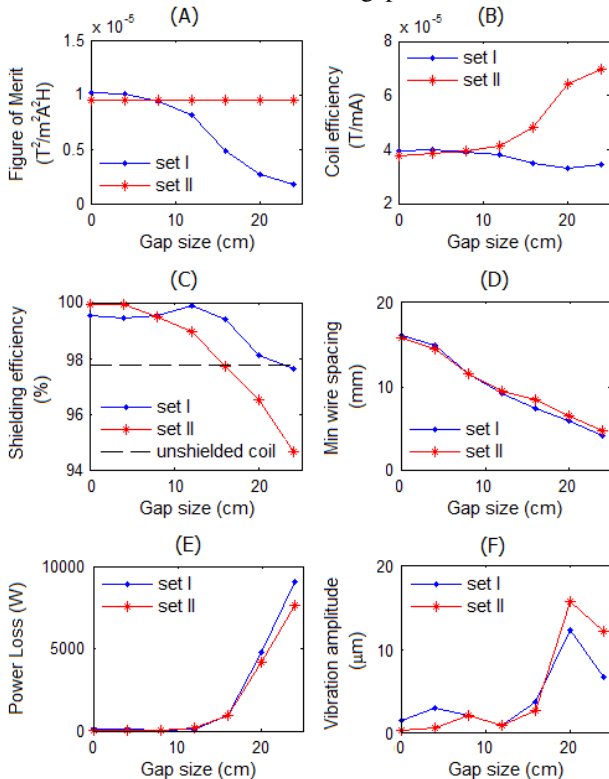 (A)
x 10^-5
1.5
1
0.5
0
Figure of Merit
(T²/m²A²H)
set I
set II
0 10 20
Gap size (cm)
(B)
x 10^-5
8
6
4
2
Coil efficiency
(T/mA)
set I
set II
0 10 20
Gap size (cm)
(C)
100
98
96
94
Shielding efficiency
(%)
set I
set II
unshielded coil
0 10 20
Gap size (cm)
(D)
20
10
0
Min wire spacing
(mm)
set I
set II
0 10 20
Gap size (cm)
(E)
10000
5000
0
Power Loss (W)
set I
set II
0 10 20
Gap size (cm)
(F)
20
10
0
Vibration amplitude
(μm)
set I
set II
0 10 20
Gap size (cm)